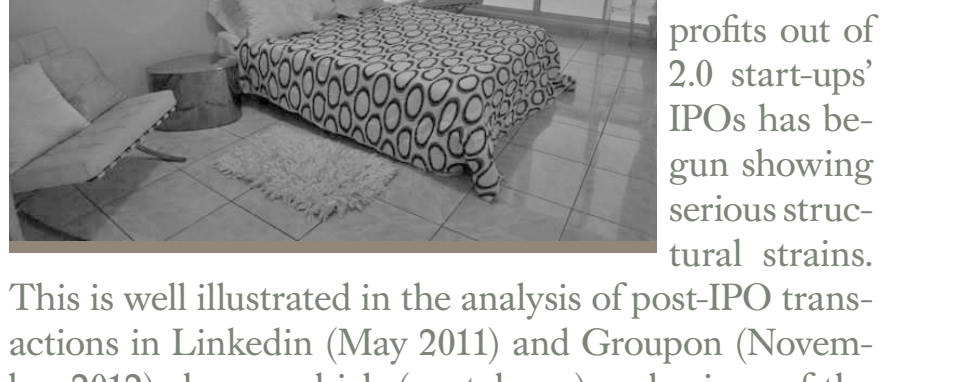 profits out of
2.0 start-ups’
IPOs has be-
gun showing
serious struc-
tural strains.
This is well illustrated in the analysis of post-IPO trans-
actions in Linkedin (May 2011) and Groupon (Novem-